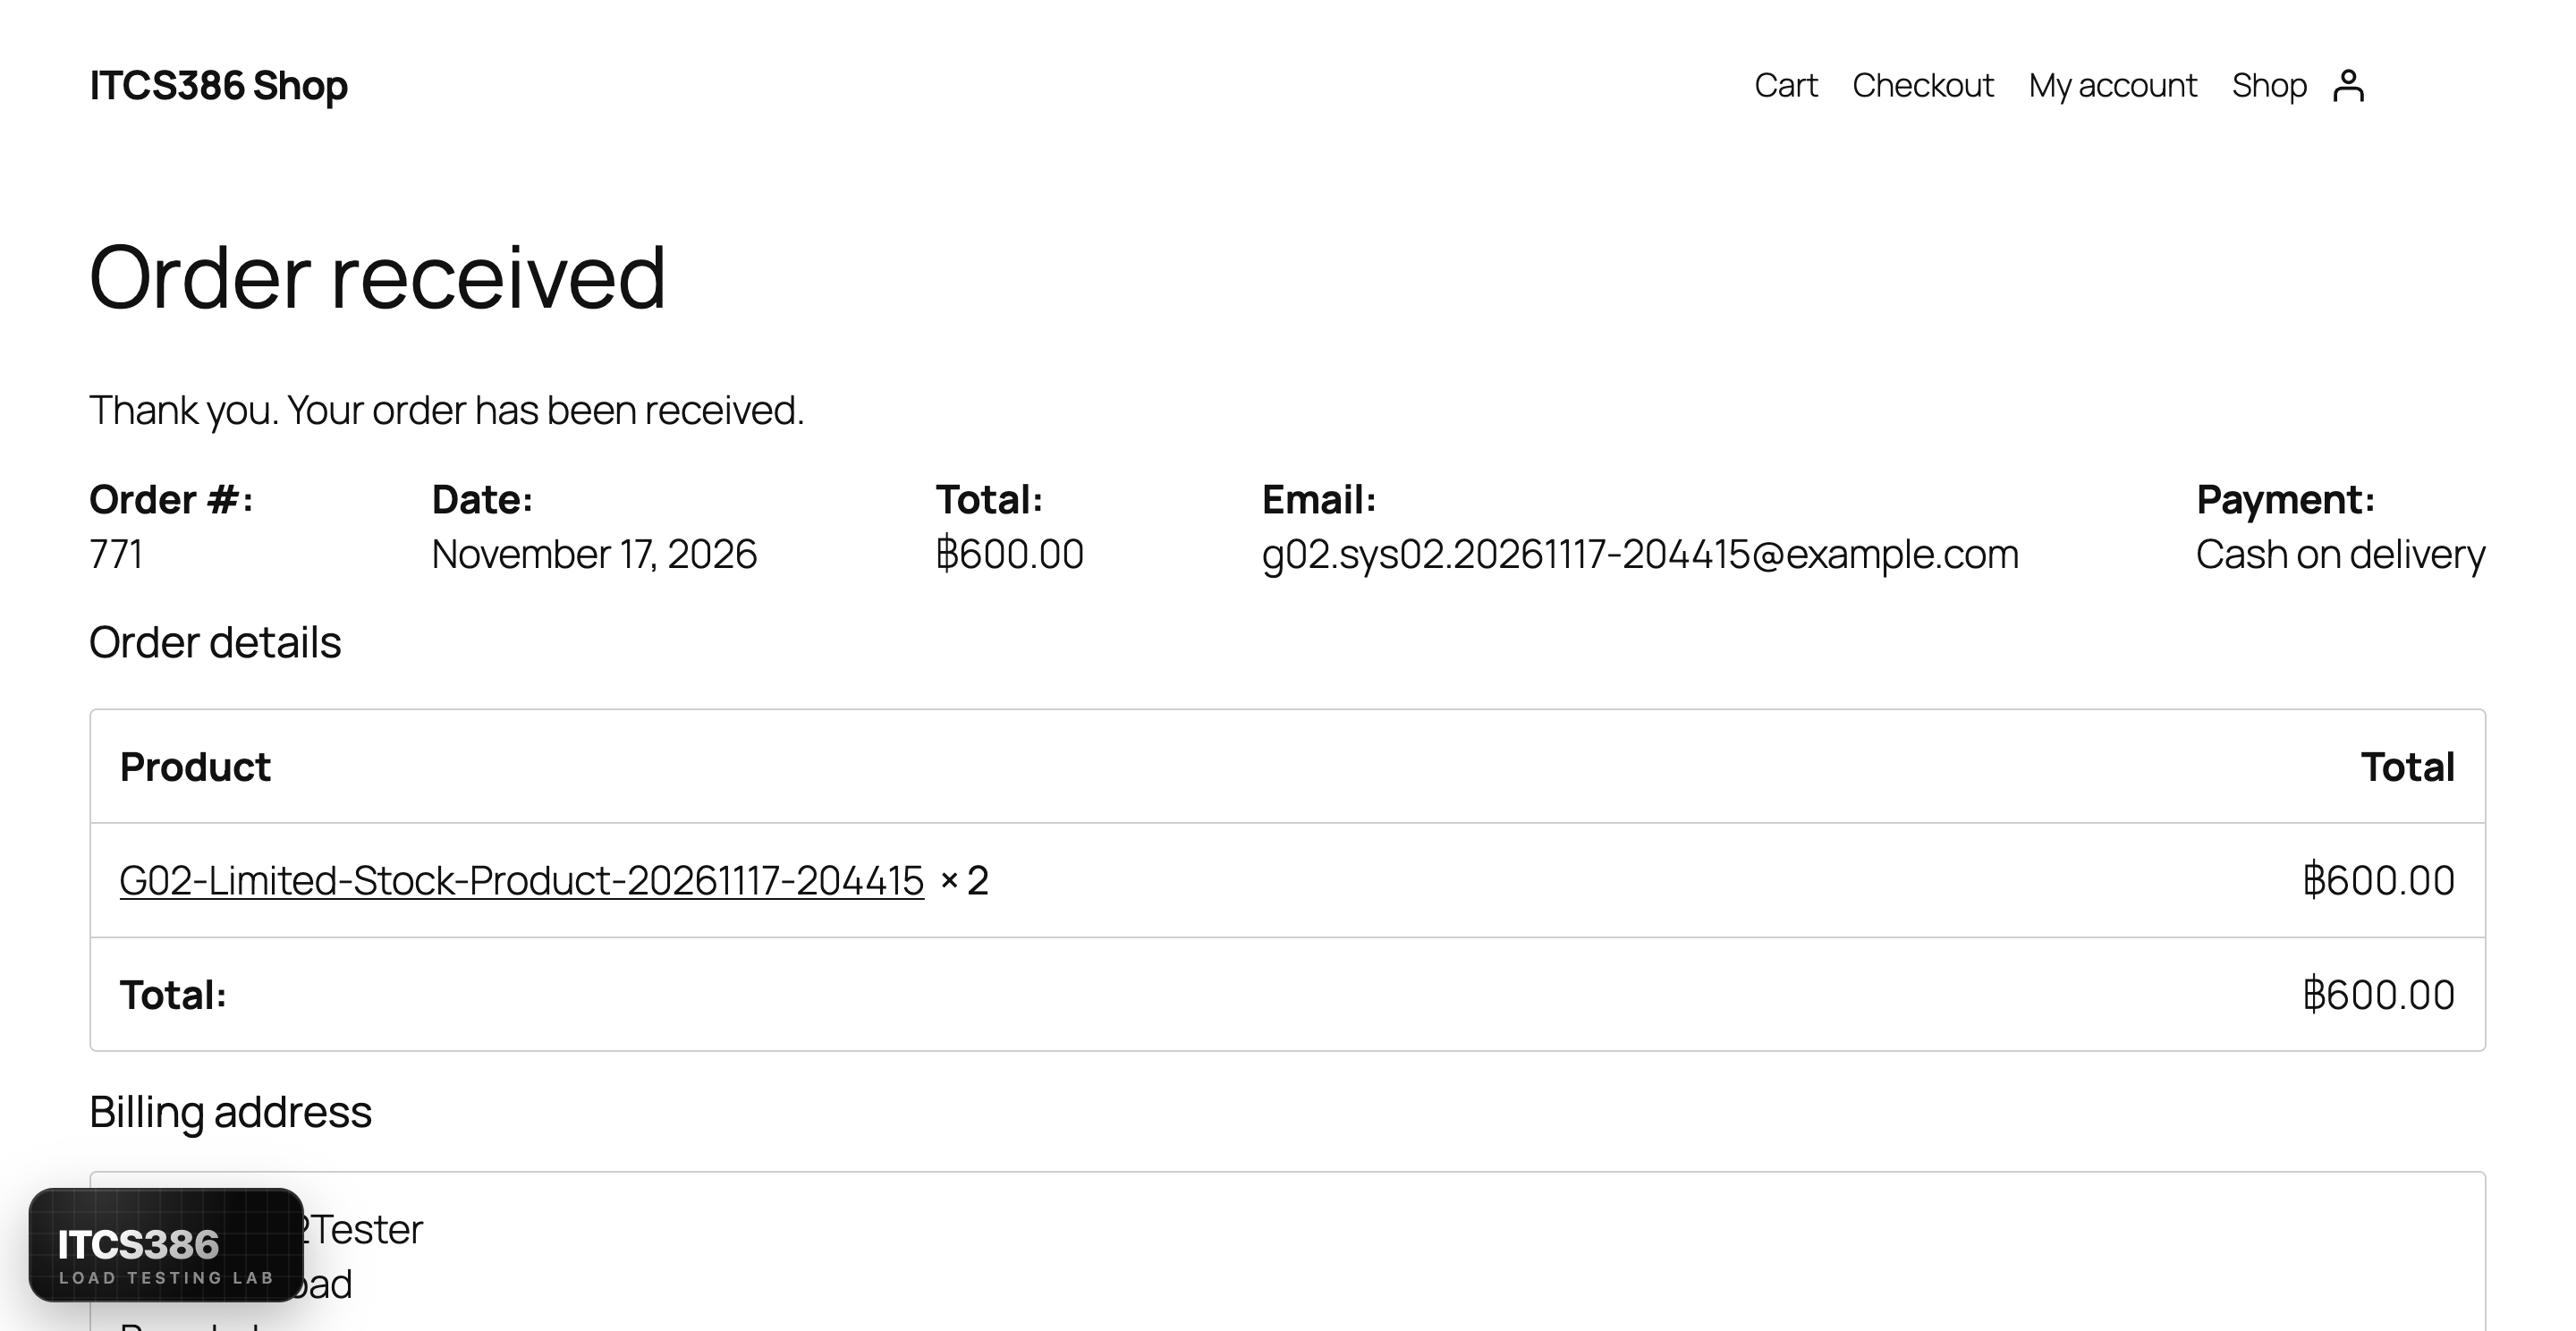 ITCS386 Shop
Cart Checkout My account Shop
Order received
Thank you. Your order has been received.
Order #: Date: Total: Email: Payment:
771 November 17, 2026 ฿600.00 g02.sys02.20261117-204415@example.com Cash on delivery
Order details
Product Total
G02-Limited-Stock-Product-20261117-204415 × 2 ฿600.00
Total: ฿600.00
Billing address
2Tester
ITCS386
LOAD TESTING LAB